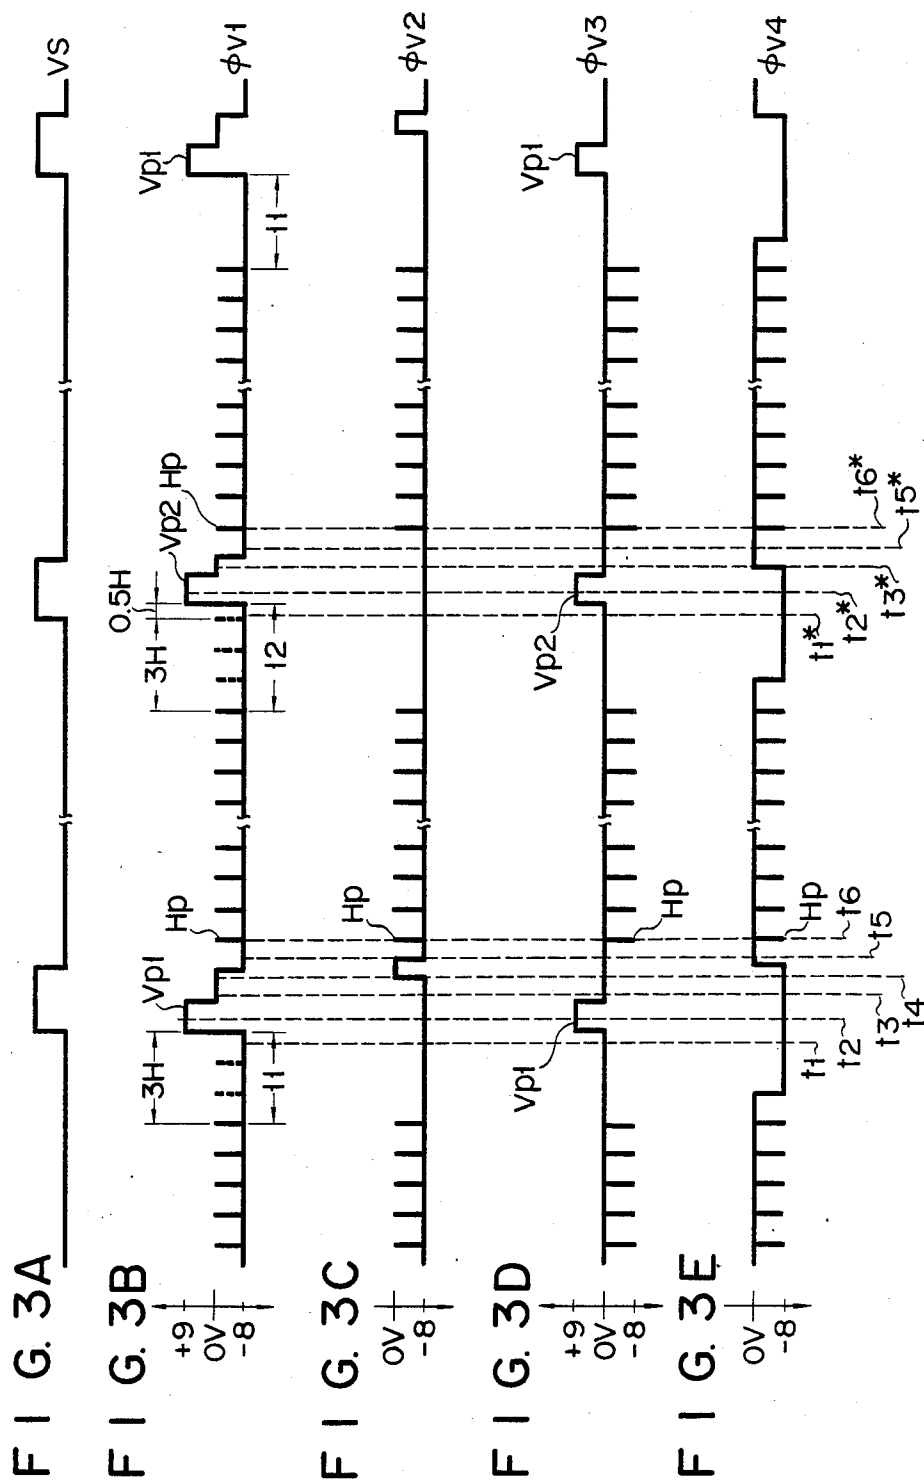 FIG. 3A
VS
FIG. 3B
+9
0V
-8
3H
t1
Vp1
Hp
3H
0.5H
t2
Vp2
Hp
t1
Vp1
φV1
FIG. 3C
0V
-8
Hp
φV2
FIG. 3D
+9
0V
-8
Vp1
Hp
Vp2
Vp1
φV3
FIG. 3E
0V
-8
Hp
φV4
t1
t2
t3
t4
t5
t6
t1*
t2*
t3*
t5*
t6*